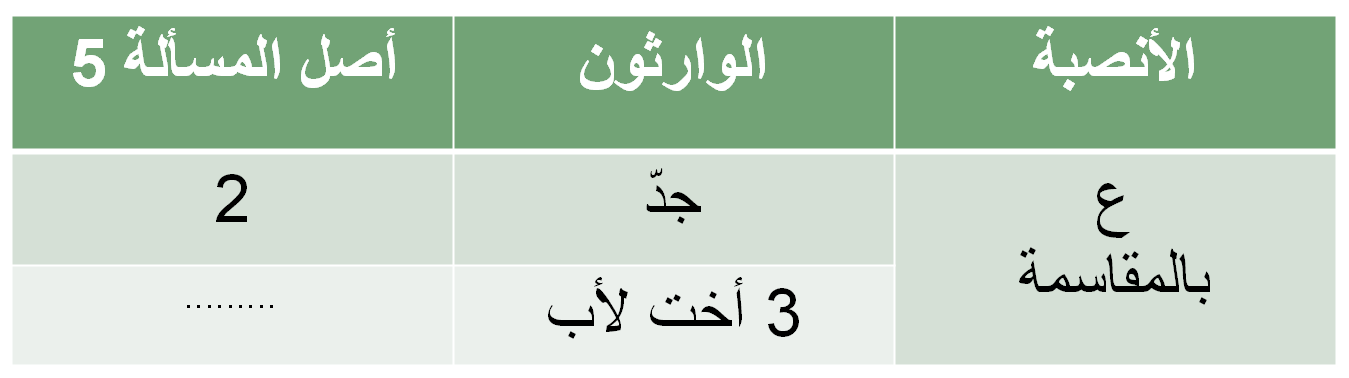 الأنصبة
الوارثون
أصل المسألة 5
ع
بالمقاسمة
جدّ
2
3 أخت لأب
.........